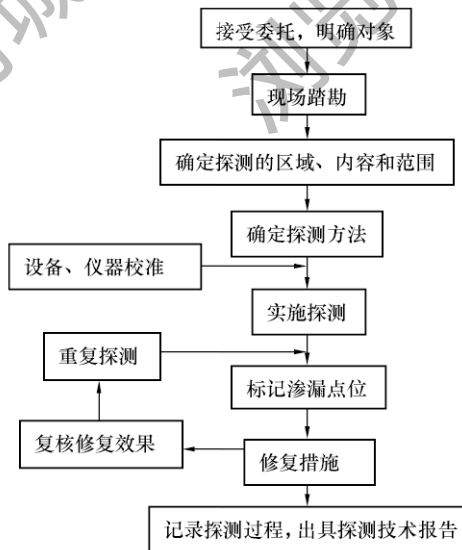 接受委托，明确对象
现场踏勘
确定探测的区域、内容和范围
确定探测方法
设备、仪器校准
实施探测
重复探测
标记渗漏点位
复核修复效果
修复措施
记录探测过程，出具探测技术报告
浏览